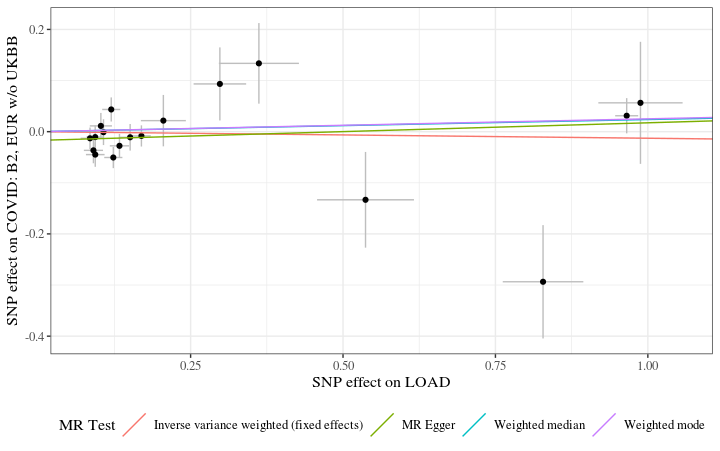 SNP effect on COVID: B2, EUR w/o UKBB
0.2
0.0
-0.2
-0.4
0.25
0.50
0.75
1.00
SNP effect on LOAD
MR Test
Inverse variance weighted (fixed effects)
MR Egger
Weighted median
Weighted mode